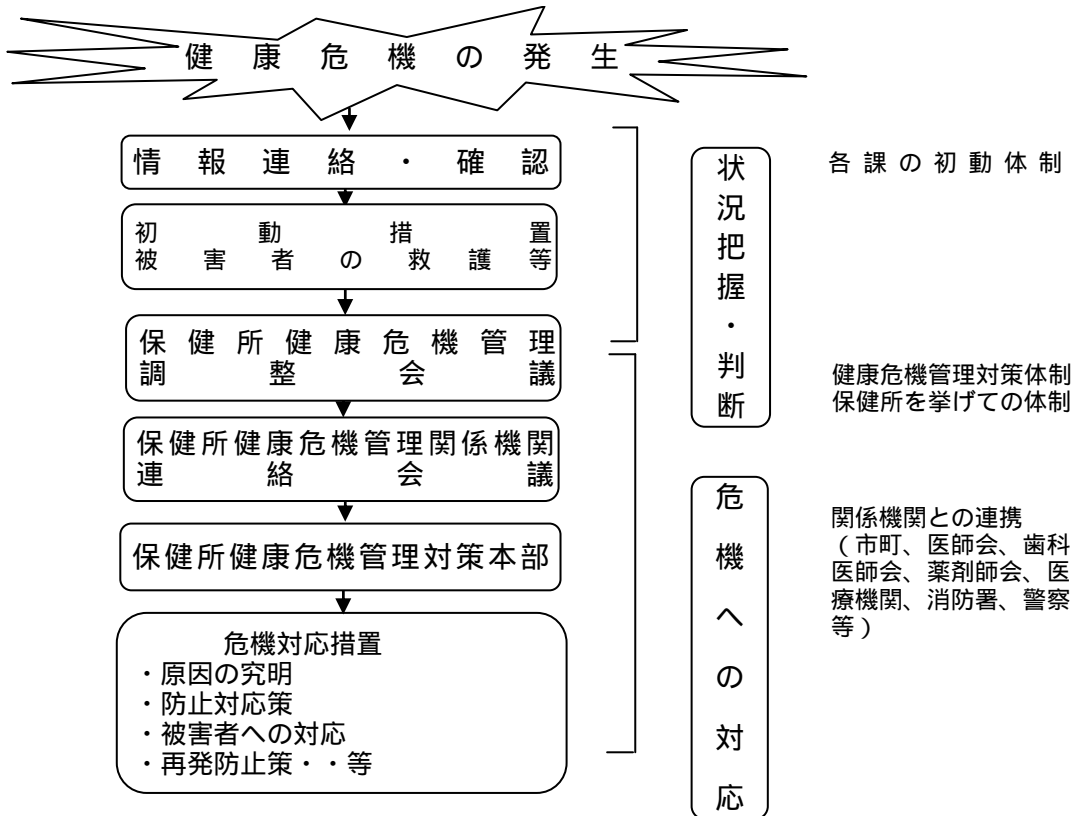 健康危機の発生
情報連絡・確認
初動措置
被害者の救護等
保健所健康危機管理
調整会議
保健所健康危機管理関係機関
連絡会議
保健所健康危機管理対策本部
危機対応措置
・原因の究明
・防止対応策
・被害者への対応
・再発防止策・・等
状況把握・判断
危機への対応
各課の初動体制
健康危機管理対策体制
保健所を挙げての体制
関係機関との連携
（市町、医師会、歯科
医師会、薬剤師会、医
療機関、消防署、警察
等）